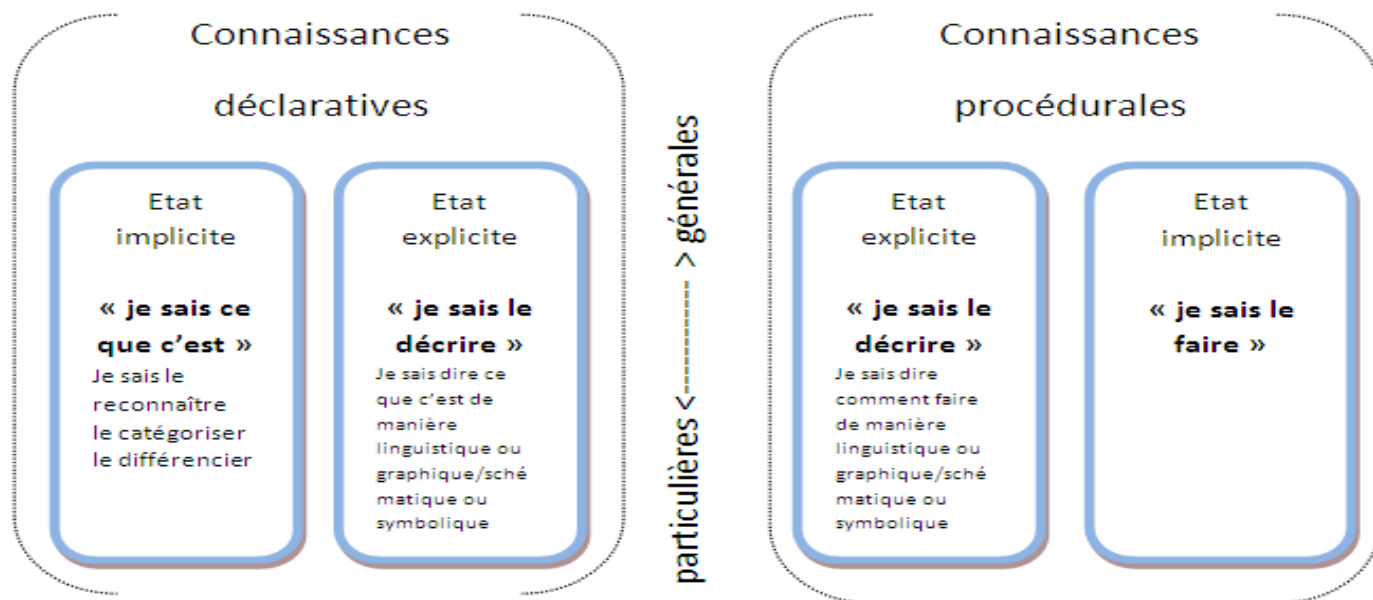 Connaissances
déclaratives
Etat
implicite
« je sais ce
que c’est »
Je sais le
reconnaître
le catégoriser
le différencier
Etat
explicite
« je sais le
décrire »
Je sais dire ce
que c’est de
manière
linguistique ou
graphique/sché
matique ou
symbolique
particulières <-----------> générales
Connaissances
procédurales
Etat
explicite
« je sais le
décrire »
Je sais dire
comment faire
de manière
linguistique ou
graphique/sché
matique ou
symbolique
Etat
implicite
« je sais le
faire »